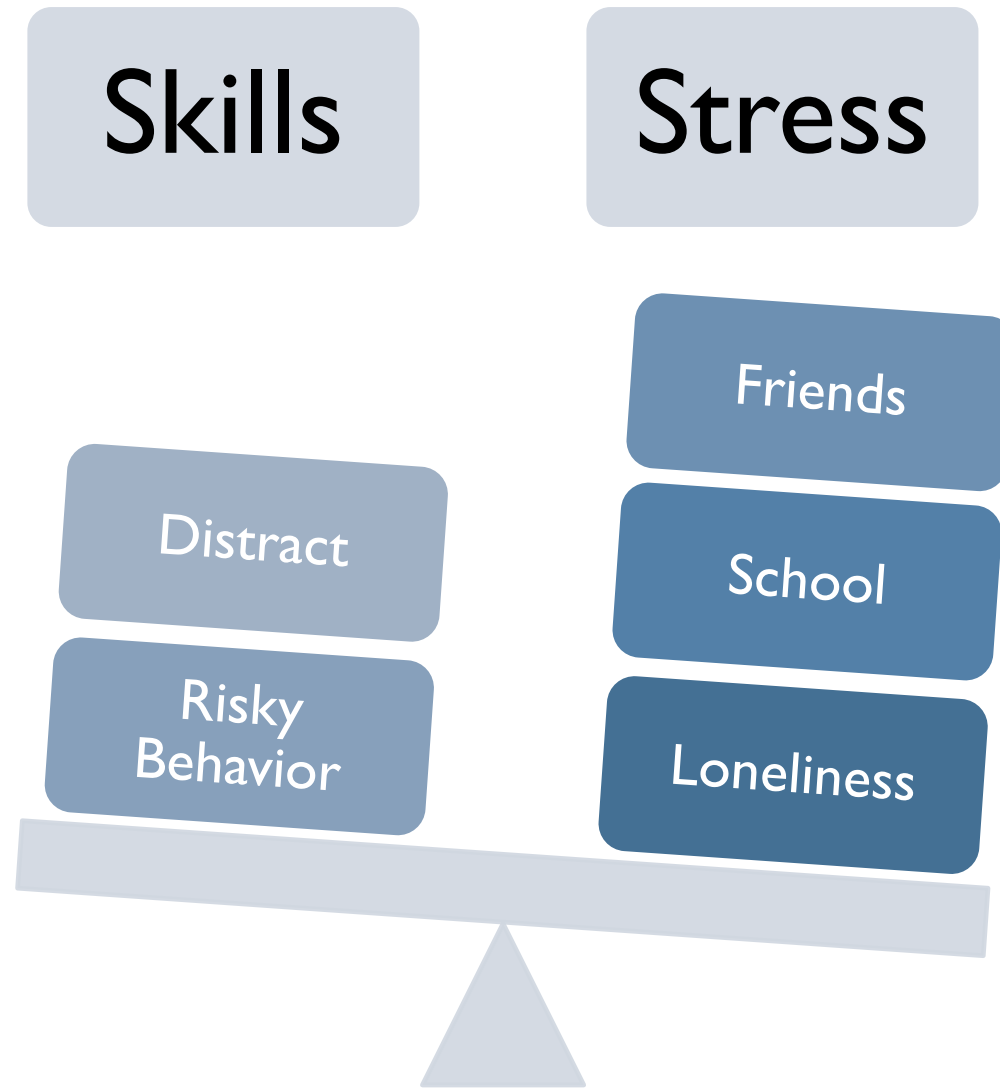 Skills
Stress
Distract
Risky
Behavior
Friends
School
Loneliness